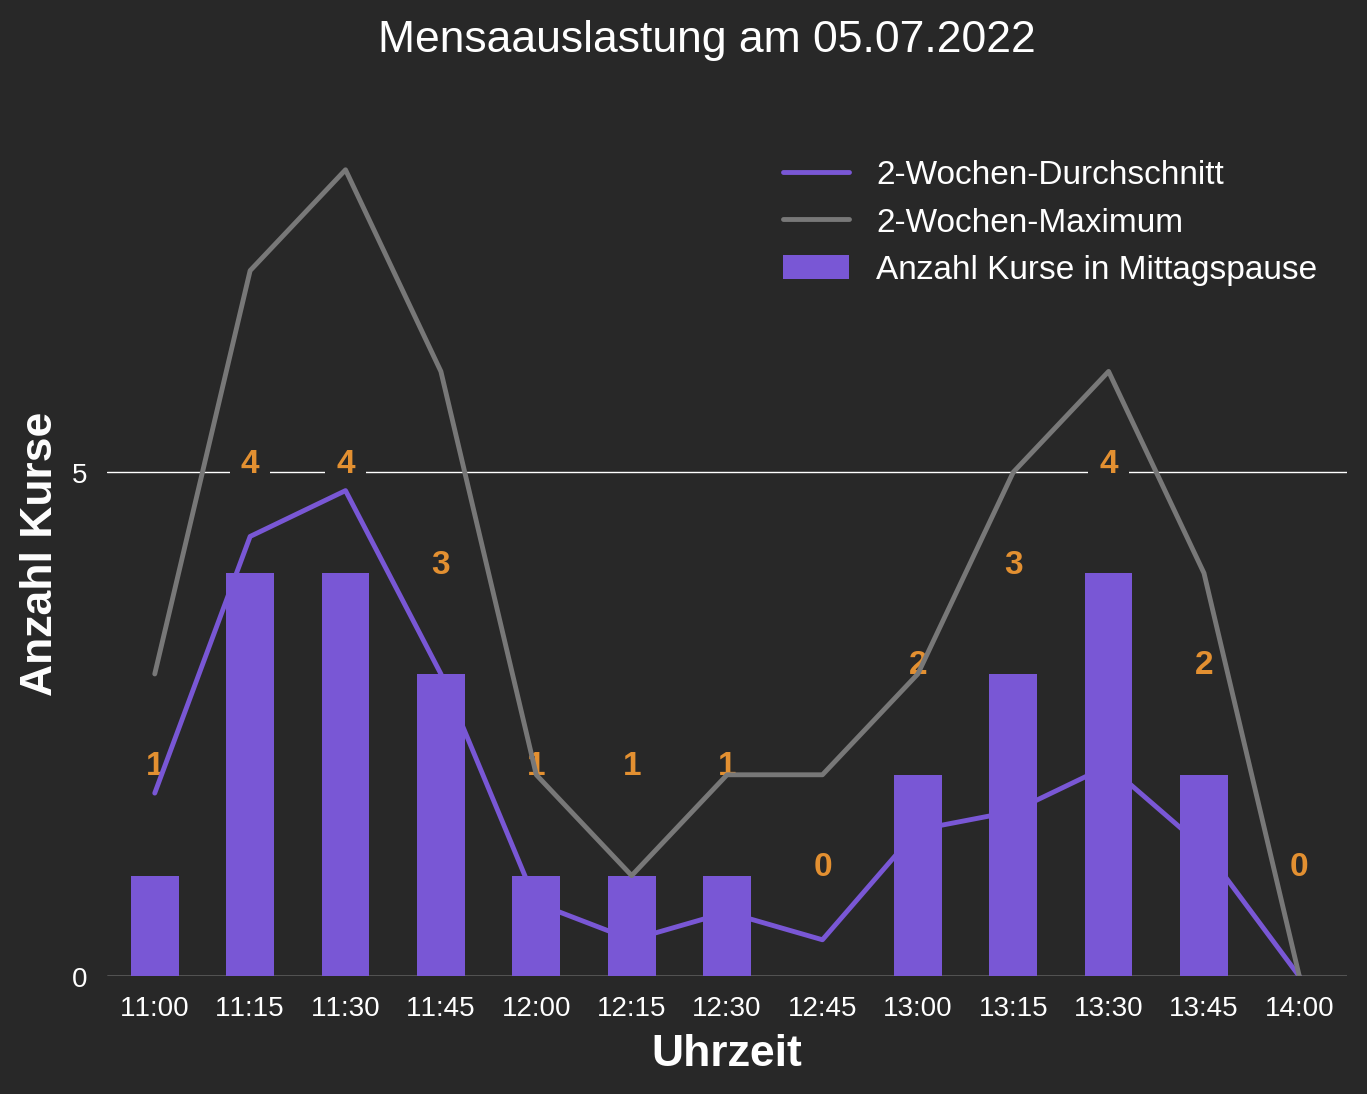 Mensaauslastung am 05.07.2022
2-Wochen-Durchschnitt
2-Wochen-Maximum
Anzahl Kurse in Mittagspause
Anzahl Kurse
5
0
1
4
4
3
1
1
1
0
2
3
4
2
0
11:00 11:15 11:30 11:45 12:00 12:15 12:30 12:45 13:00 13:15 13:30 13:45 14:00
Uhrzeit